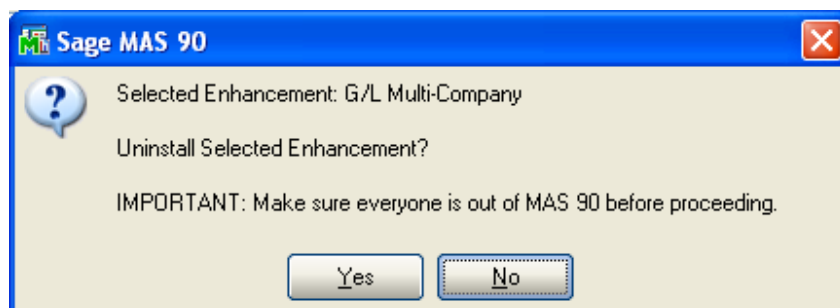 Sage MAS 90
Selected Enhancement: G/L Multi-Company
Uninstall Selected Enhancement?
IMPORTANT: Make sure everyone is out of MAS 90 before proceeding.
Yes No